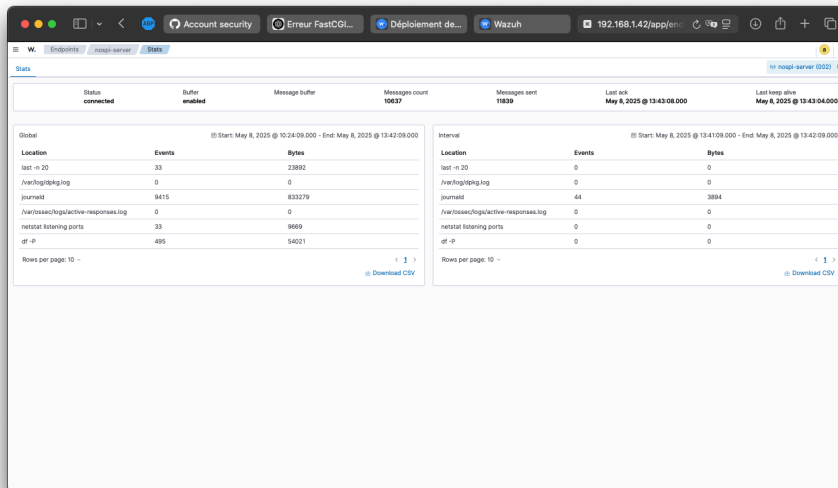 ABP Account security Erreur FastCGI... Déploiement de... Wazuh 192.168.1.42/app/end
W. Endpoints nospi-server Stats a
Stats nospi-server (002)
Status Buffer Message buffer Messages count Messages sent Last ack Last keep alive
connected enabled 10637 11839 May 8, 2025 @ 13:43:08.000 May 8, 2025 @ 13:43:04.000
Global Start: May 8, 2025 @ 10:24:09.000 - End: May 8, 2025 @ 13:42:09.000
Location Events Bytes
last -n 20 33 23892
/var/log/dpkg.log 0 0
journald 9415 833279
/var/ossec/logs/active-responses.log 0 0
netstat listening ports 33 9669
df -P 495 54021
Rows per page: 10 < 1 >
Download CSV
Interval Start: May 8, 2025 @ 13:41:09.000 - End: May 8, 2025 @ 13:42:09.000
Location Events Bytes
last -n 20 0 0
/var/log/dpkg.log 0 0
journald 44 3894
/var/ossec/logs/active-responses.log 0 0
netstat listening ports 0 0
df -P 0 0
Rows per page: 10 < 1 >
Download CSV